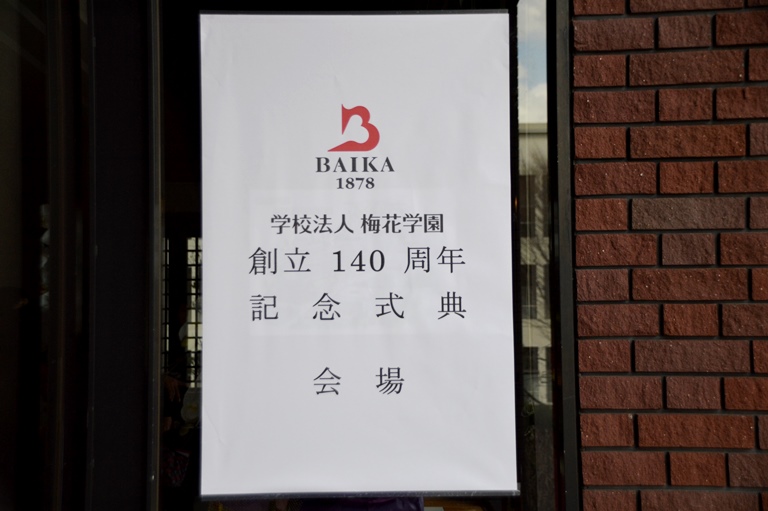 BAIKA
1878
学校法人 梅花学園
創立 140 周年
記念式典
会場